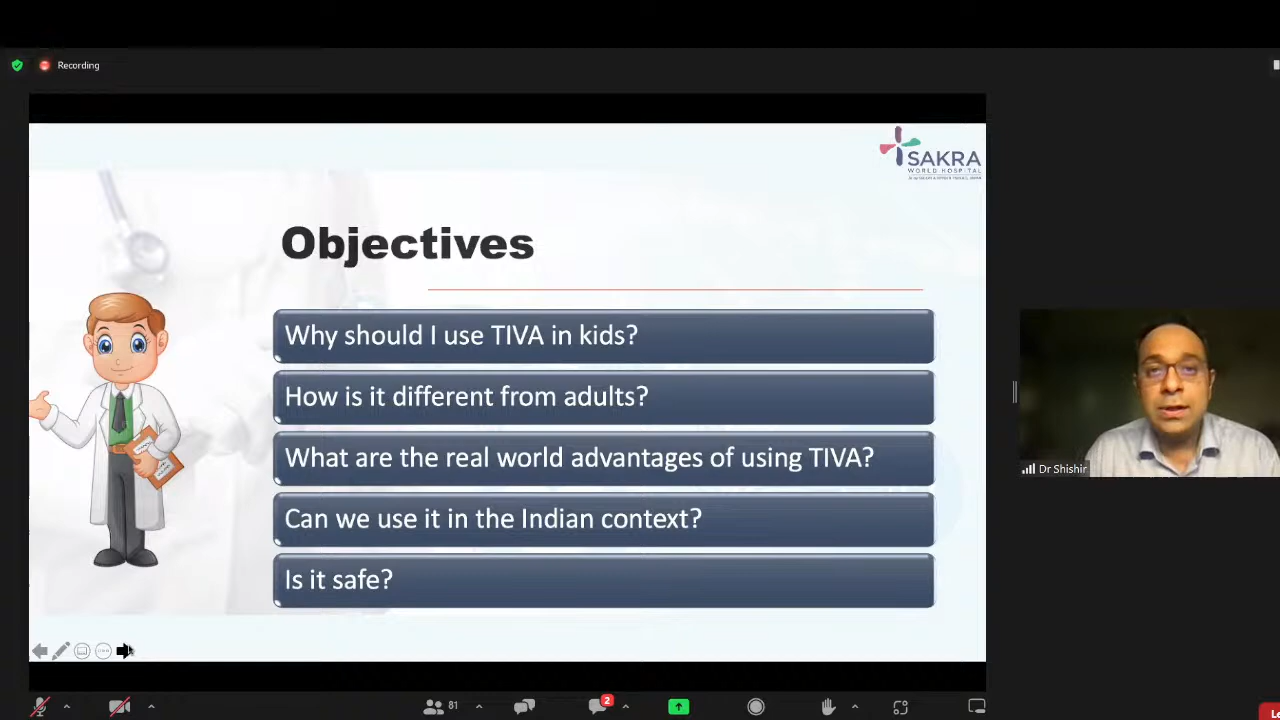 Recording
SAKRA
WORLD HOSPITAL
Objectives
Why should I use TIVA in kids?
How is it different from adults?
What are the real world advantages of using TIVA?
Can we use it in the Indian context?
Is it safe?
Dr Shishir
81
2